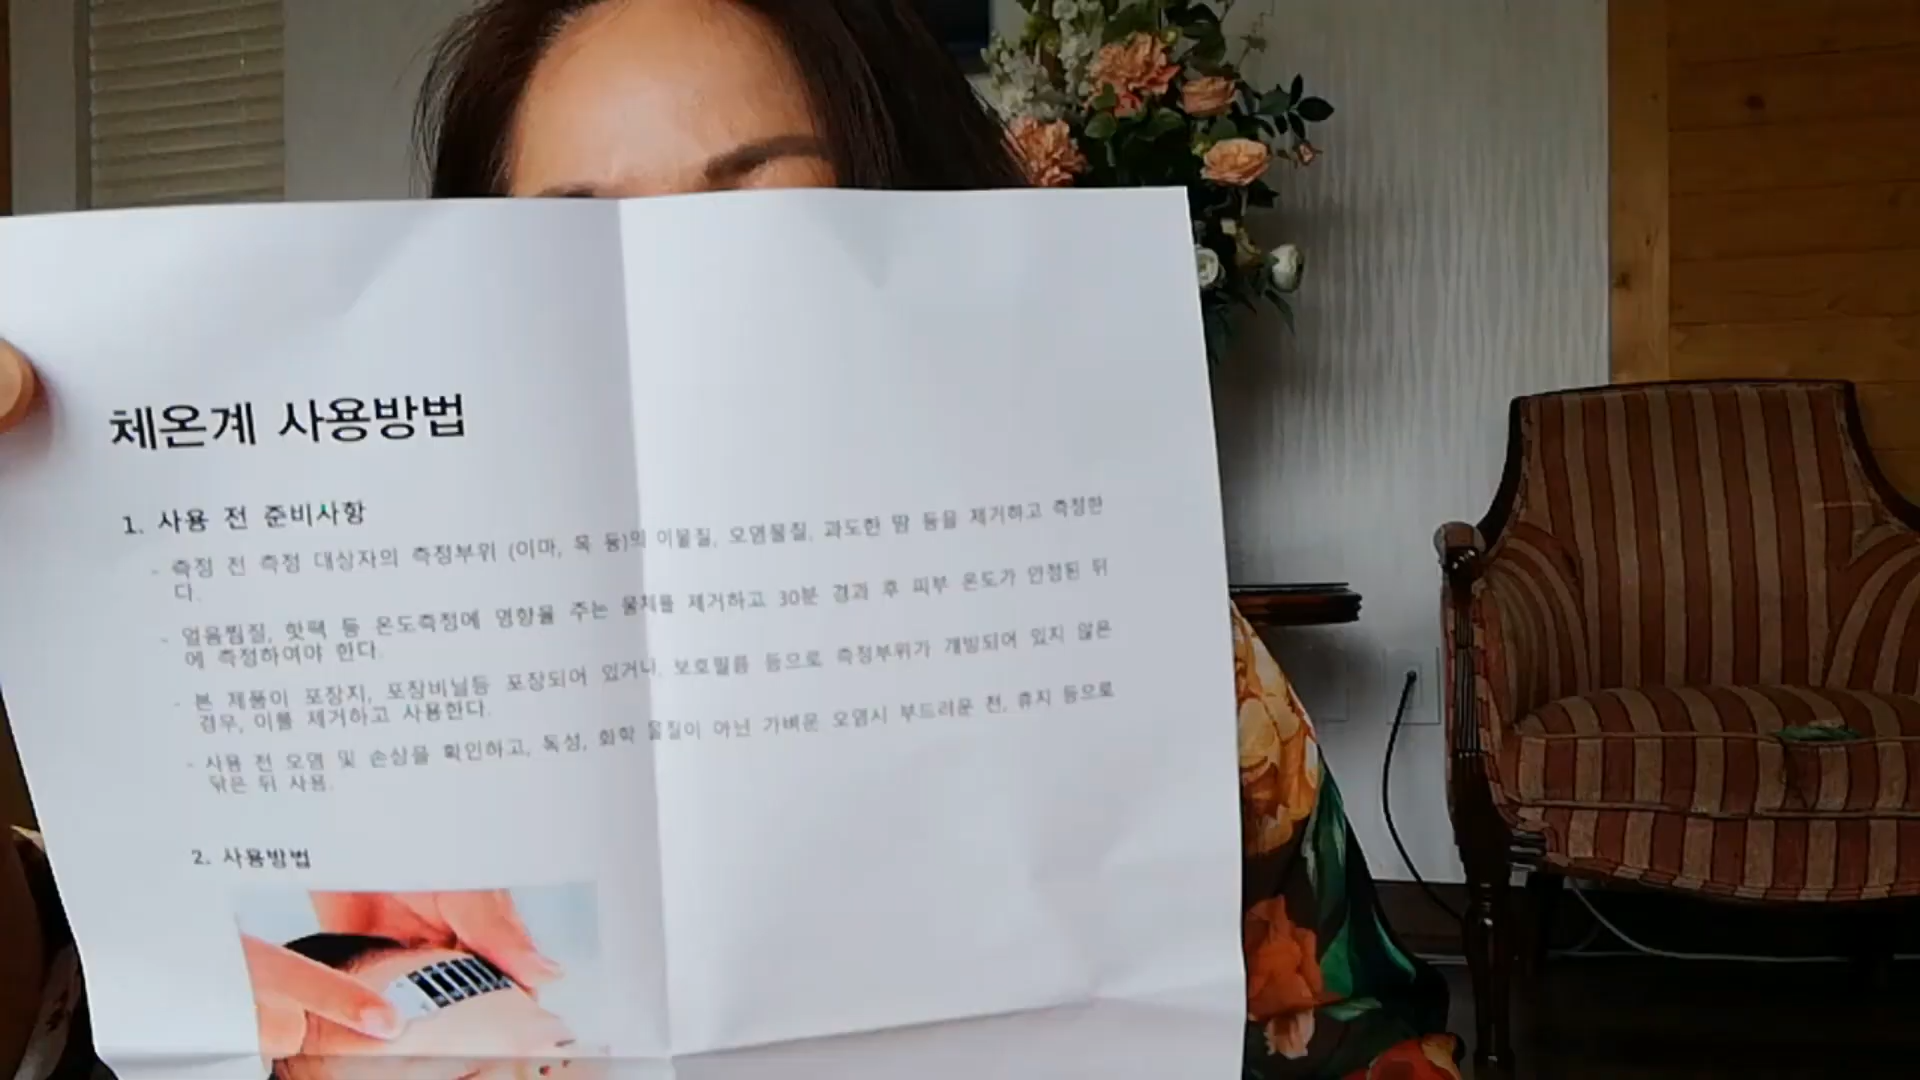 체온계 사용방법
1. 사용 전 준비사항
- 측정 전 측정 대상자의 측정부위 (이마, 목 등)의 이물질, 오염물질, 과도한 땀 등을 제거하고 측정한
다.
- 얼음찜질, 핫팩 등 온도측정에 영향을 주는 물체를 제거하고 30분 경과 후 피부 온도가 안정된 뒤
에 측정하여야 한다.
- 본 제품이 포장지, 포장비닐등 포장되어 있거나, 보호필름 등으로 측정부위가 개방되어 있지 않은
경우, 이를 제거하고 사용한다.
- 사용 전 오염 및 손상을 확인하고, 독성, 화학 물질이 아닌 가벼운 오염시 부드러운 천, 휴지 등으로
닦은 뒤 사용.
2. 사용방법